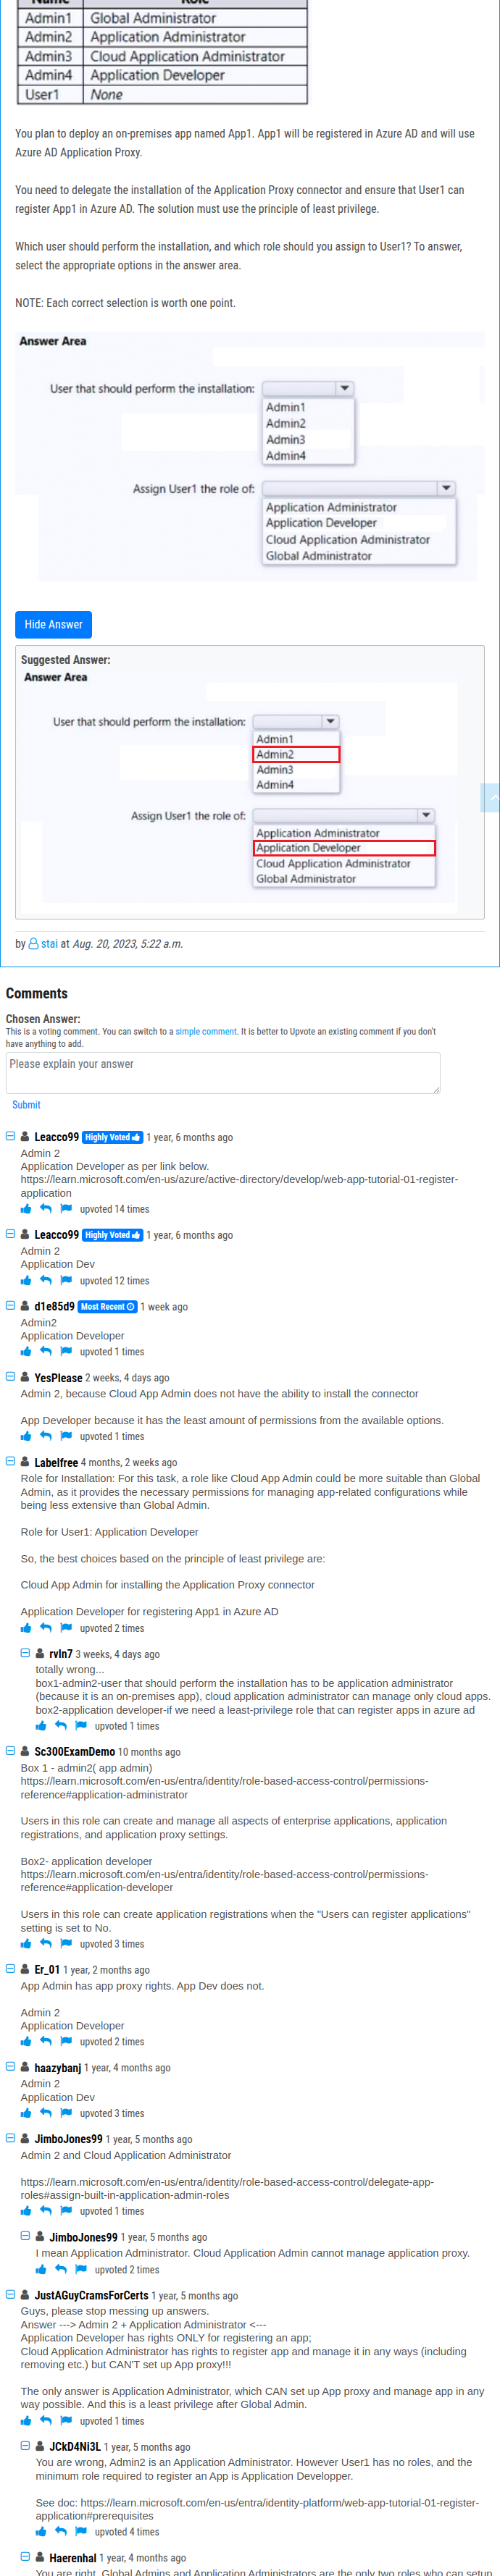 Name Role
Admin1 Global Administrator
Admin2 Application Administrator
Admin3 Cloud Application Administrator
Admin4 Application Developer
User1 None
You plan to deploy an on-premises app named App1. App1 will be registered in Azure AD and will use
Azure AD Application Proxy.
You need to delegate the installation of the Application Proxy connector and ensure that User1 can
register App1 in Azure AD. The solution must use the principle of least privilege.
Which user should perform the installation, and which role should you assign to User1? To answer,
select the appropriate options in the answer area.
NOTE: Each correct selection is worth one point.
Answer Area
User that should perform the installation:
Admin1
Admin2
Admin3
Admin4
Assign User1 the role of:
Application Administrator
Application Developer
Cloud Application Administrator
Global Administrator
Hide Answer
Suggested Answer:
Answer Area
User that should perform the installation:
Admin1
Admin2
Admin3
Admin4
Assign User1 the role of:
Application Administrator
Application Developer
Cloud Application Administrator
Global Administrator
by stai at Aug. 20, 2023, 5:22 a.m.
Comments
Chosen Answer:
This is a voting comment. You can switch to a simple comment. It is better to Upvote an existing comment if you don't
have anything to add.
Please explain your answer
Submit
Leacco99 Highly Voted 1 year, 6 months ago
Admin 2
Application Developer as per link below.
https://learn.microsoft.com/en-us/azure/active-directory/develop/web-app-tutorial-01-register-
application
upvoted 14 times
Leacco99 Highly Voted 1 year, 6 months ago
Admin 2
Application Dev
upvoted 12 times
d1e85d9 Most Recent 1 week ago
Admin2
Application Developer
upvoted 1 times
YesPlease 2 weeks, 4 days ago
Admin 2, because Cloud App Admin does not have the ability to install the connector
App Developer because it has the least amount of permissions from the available options.
upvoted 1 times
Labelfree 4 months, 2 weeks ago
Role for Installation: For this task, a role like Cloud App Admin could be more suitable than Global
Admin, as it provides the necessary permissions for managing app-related configurations while
being less extensive than Global Admin.
Role for User1: Application Developer
So, the best choices based on the principle of least privilege are:
Cloud App Admin for installing the Application Proxy connector
Application Developer for registering App1 in Azure AD
upvoted 2 times
rvln7 3 weeks, 4 days ago
totally wrong...
box1-admin2-user that should perform the installation has to be application administrator
(because it is an on-premises app), cloud application administrator can manage only cloud apps.
box2-application developer-if we need a least-privilege role that can register apps in azure ad
upvoted 1 times
Sc300ExamDemo 10 months ago
Box 1 - admin2( app admin)
https://learn.microsoft.com/en-us/entra/identity/role-based-access-control/permissions-
reference#application-administrator
Users in this role can create and manage all aspects of enterprise applications, application
registrations, and application proxy settings.
Box2- application developer
https://learn.microsoft.com/en-us/entra/identity/role-based-access-control/permissions-
reference#application-developer
Users in this role can create application registrations when the "Users can register applications"
setting is set to No.
upvoted 3 times
Er_01 1 year, 2 months ago
App Admin has app proxy rights. App Dev does not.
Admin 2
Application Developer
upvoted 2 times
haazybanj 1 year, 4 months ago
Admin 2
Application Dev
upvoted 3 times
JimboJones99 1 year, 5 months ago
Admin 2 and Cloud Application Administrator
https://learn.microsoft.com/en-us/entra/identity/role-based-access-control/delegate-app-
roles#assign-built-in-application-admin-roles
upvoted 1 times
JimboJones99 1 year, 5 months ago
I mean Application Administrator. Cloud Application Admin cannot manage application proxy.
upvoted 2 times
JustAGuyCramsForCerts 1 year, 5 months ago
Guys, please stop messing up answers.
Answer ---> Admin 2 + Application Administrator <---
Application Developer has rights ONLY for registering an app;
Cloud Application Administrator has rights to register app and manage it in any ways (including
removing etc.) but CAN'T set up App proxy!!!
The only answer is Application Administrator, which CAN set up App proxy and manage app in any
way possible. And this is a least privilege after Global Admin.
upvoted 1 times
JCkD4Ni3L 1 year, 5 months ago
You are wrong, Admin2 is an Application Administrator. However User1 has no roles, and the
minimum role required to register an App is Application Developper.
See doc: https://learn.microsoft.com/en-us/entra/identity-platform/web-app-tutorial-01-register-
application#prerequisites
upvoted 4 times
Haerenhal 1 year, 4 months ago
You are right. Global Admins and Application Administrators are the only two roles who can setup